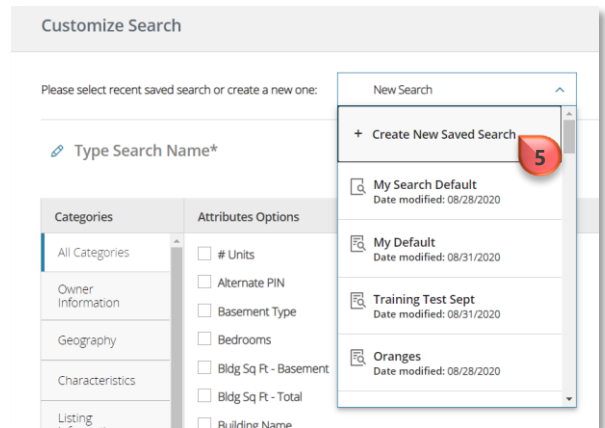 Customize Search
Please select recent saved search or create a new one:
New Search
+ Create New Saved Search
5
Type Search Name*
My Search Default
Date modified: 08/28/2020
My Default
Date modified: 08/31/2020
Training Test Sept
Date modified: 08/31/2020
Oranges
Date modified: 08/28/2020
Categories
Attributes Options
All Categories
Owner
Information
Geography
Characteristics
Listing
# Units
Alternate PIN
Basement Type
Bedrooms
Bldg Sq Ft - Basement
Bldg Sq Ft - Total
Building Name